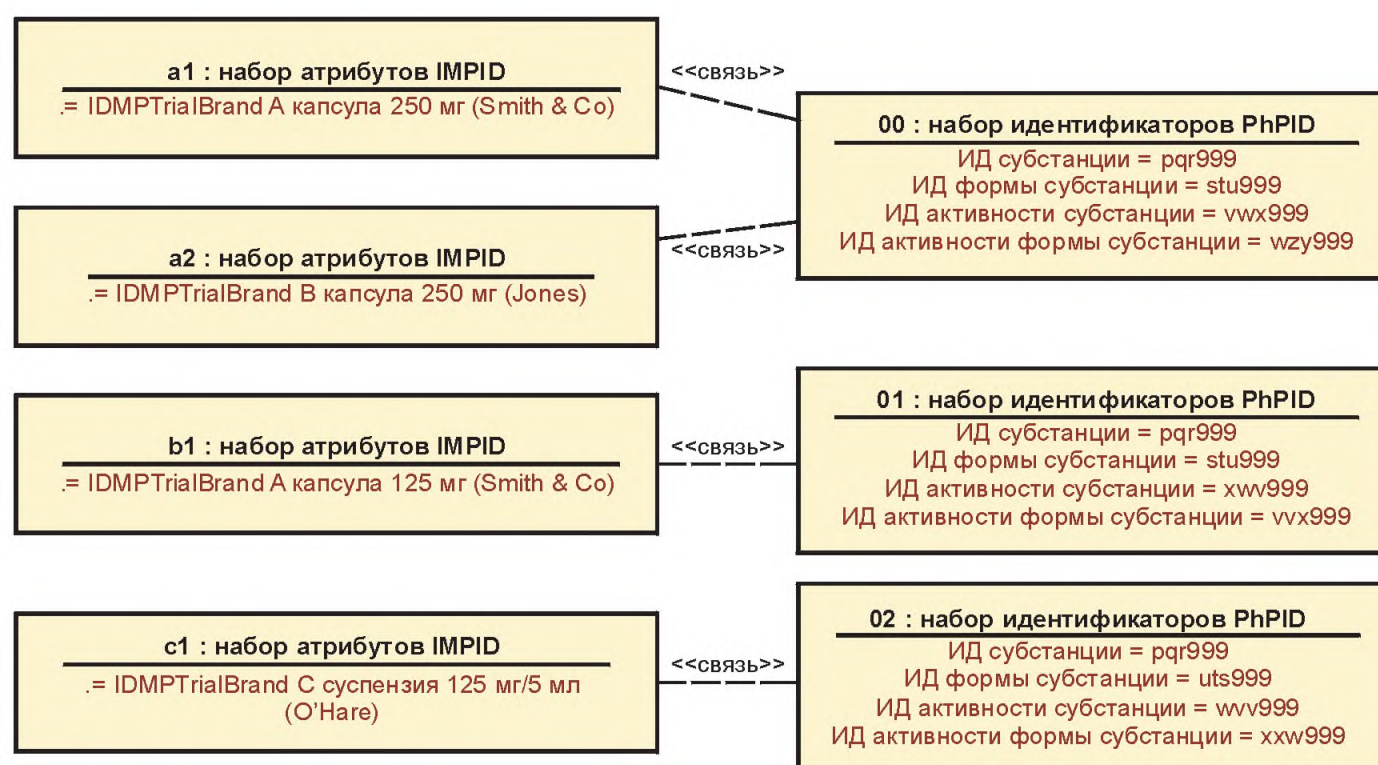 a1 : набор атрибутов IMPID
.= IDMPTrialBrand A капсула 250 мг (Smith & Co)
<<связь>>
00 : набор идентификаторов PhPID
ИД субстанции = pqr999
ИД формы субстанции = stu999
ИД активности субстанции = vwx999
ИД активности формы субстанции = wzy999
a2 : набор атрибутов IMPID
.= IDMPTrialBrand B капсула 250 мг (Jones)
<<связь>>
b1 : набор атрибутов IMPID
.= IDMPTrialBrand A капсула 125 мг (Smith & Co)
<<связь>>
01 : набор идентификаторов PhPID
ИД субстанции = pqr999
ИД формы субстанции = stu999
ИД активности субстанции = xwv999
ИД активности формы субстанции = vvx999
c1 : набор атрибутов IMPID
.= IDMPTrialBrand C суспензия 125 мг/5 мл
(O'Hare)
<<связь>>
02 : набор идентификаторов PhPID
ИД субстанции = pqr999
ИД формы субстанции = uts999
ИД активности субстанции = wvv999
ИД активности формы субстанции = xxw999